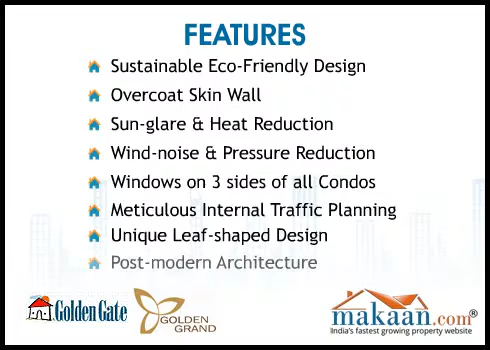 FEATURES
Sustainable Eco-Friendly Design
Overcoat Skin Wall
Sun-glare & Heat Reduction
Wind-noise & Pressure Reduction
Windows on 3 sides of all Condos
Meticulous Internal Traffic Planning
Unique Leaf-shaped Design
Post-modern Architecture
Golden Gate
GOLDEN
GRAND
makaan.com®
India's fastest growing property website